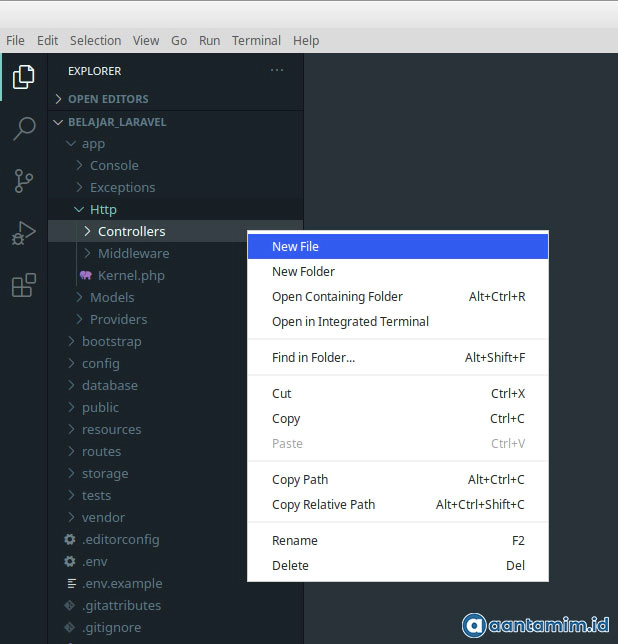 File Edit Selection View Go Run Terminal Help
EXPLORER ...
OPEN EDITORS
BELAJAR_LARAVEL
app
Console
Exceptions
Http
Controllers
Middleware
Kernel.php
Models
Providers
bootstrap
config
database
public
resources
routes
storage
tests
vendor
.editorconfig
.env
.env.example
.gitattributes
.gitignore
New File
New Folder
Open Containing Folder Alt+Ctrl+R
Open in Integrated Terminal
Find in Folder... Alt+Shift+F
Cut Ctrl+X
Copy Ctrl+C
Paste Ctrl+V
Copy Path Alt+Ctrl+C
Copy Relative Path Alt+Ctrl+Shift+C
Rename F2
Delete Del
aantamim.id